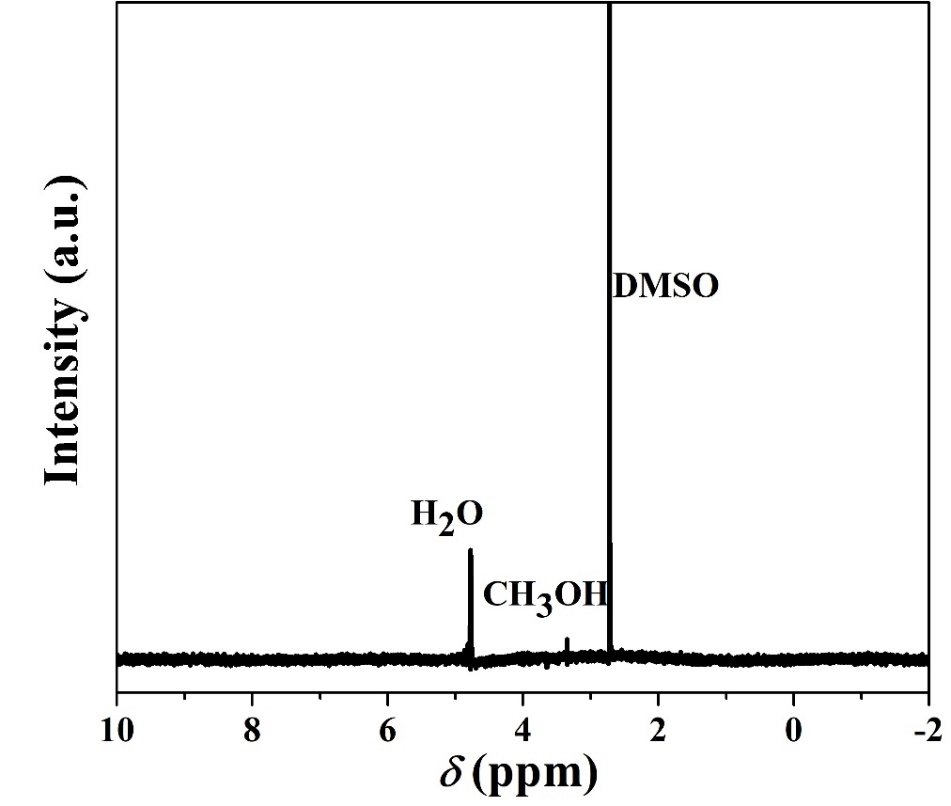 Intensity (a.u.)
DMSO
H₂O
CH₃OH
10 8 6 4 2 0 -2
δ (ppm)